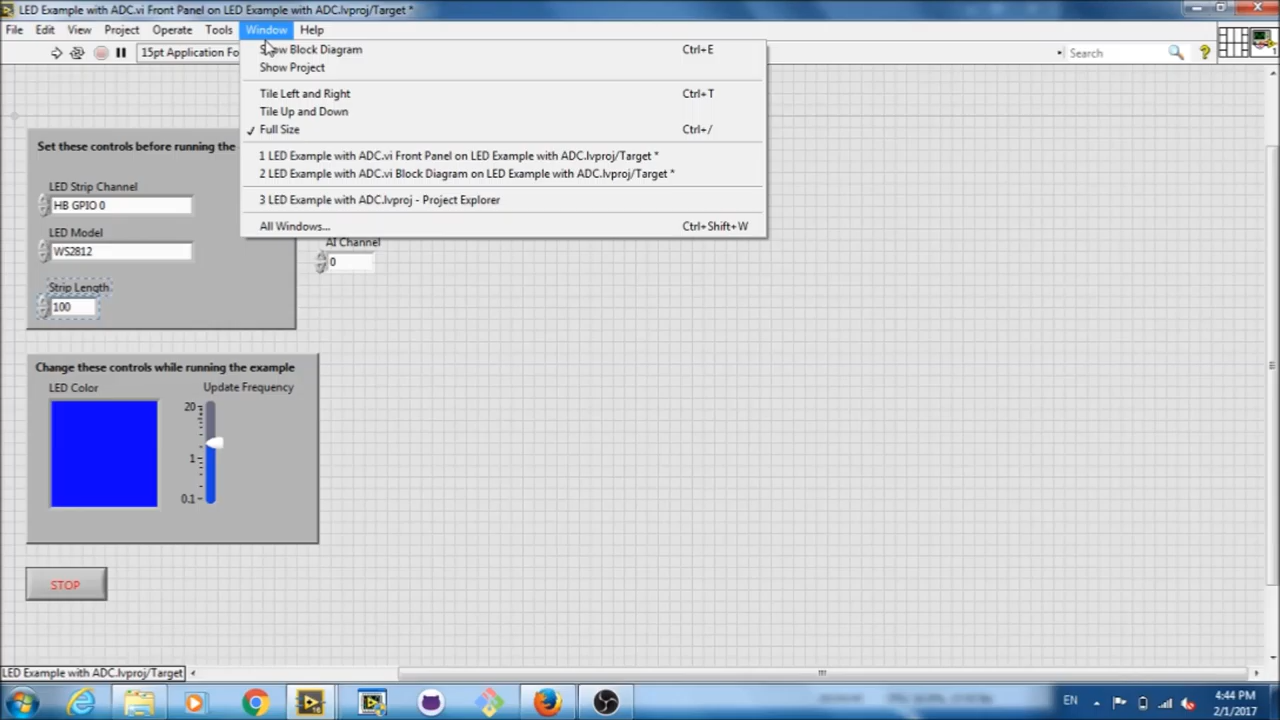 LED Example with ADC.vi Front Panel on LED Example with ADC.lvproj/Target *
File Edit View Project Operate Tools Window Help
15pt Application Fo
Search
Show Block Diagram Ctrl+E
Show Project
Tile Left and Right Ctrl+T
Tile Up and Down
Full Size Ctrl+/
1 LED Example with ADC.vi Front Panel on LED Example with ADC.lvproj/Target *
2 LED Example with ADC.vi Block Diagram on LED Example with ADC.lvproj/Target *
3 LED Example with ADC.lvproj - Project Explorer
All Windows... Ctrl+Shift+W
Set these controls before running the
LED Strip Channel
HB GPIO 0
LED Model
WS2812
Strip Length
100
AI Channel
0
Change these controls while running the example
LED Color
Update Frequency
20
1
0.1
STOP
LED Example with ADC.lvproj/Target
EN
4:44 PM
2/1/2017